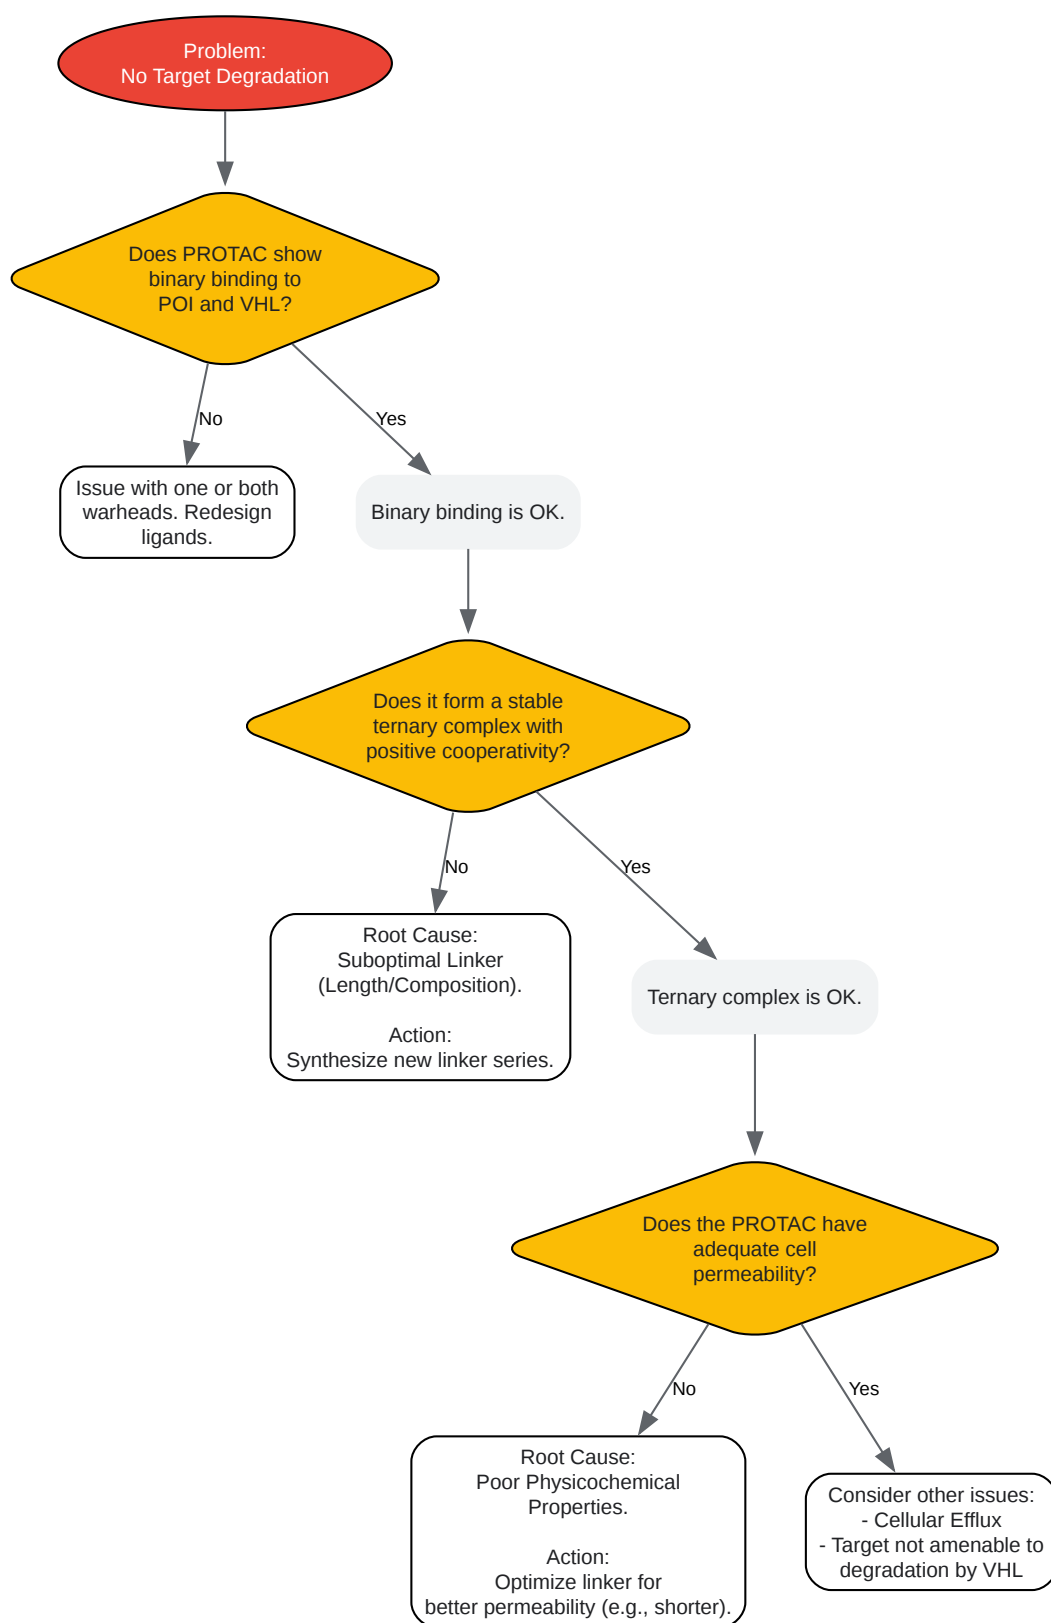 Problem:
No Target Degradation
Does PROTAC show
binary binding to
POI and VHL?
No
Yes
Issue with one or both
warheads. Redesign
ligands.
Binary binding is OK.
Does it form a stable
ternary complex with
positive cooperativity?
No
Yes
Root Cause:
Suboptimal Linker
(Length/Composition).
Action:
Synthesize new linker series.
Ternary complex is OK.
Does the PROTAC have
adequate cell
permeability?
No
Yes
Root Cause:
Poor Physicochemical
Properties.
Action:
Optimize linker for
better permeability (e.g., shorter).
Consider other issues:
- Cellular Efflux
- Target not amenable to
degradation by VHL